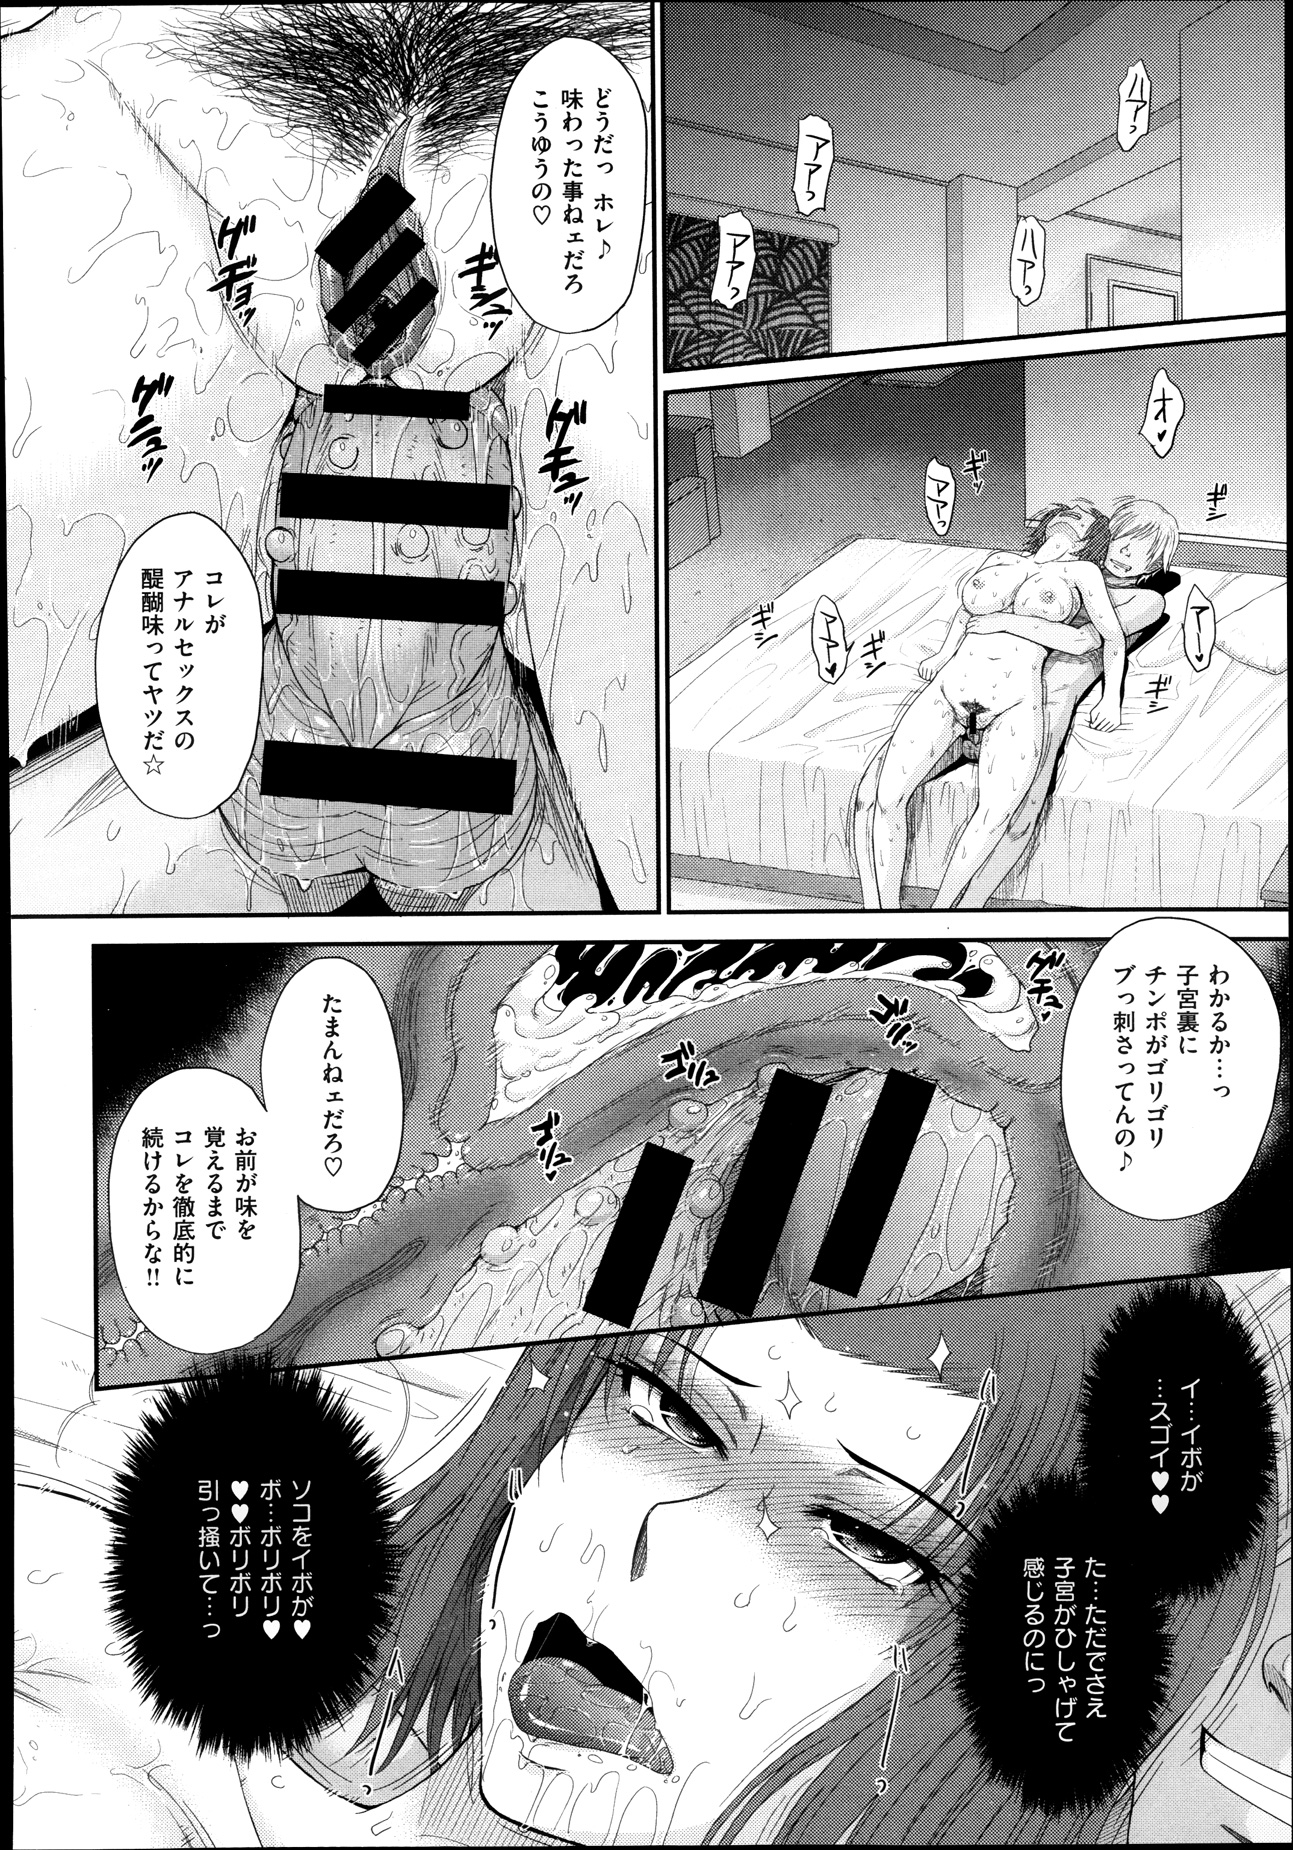 ハアっ
アアっ
ハアっ
アアっ
オ♥
ギッ
ギシ
アアっ
アー♥
ギシ
アアア♥
ギシッ
どうだっ ホレ♪
味わった事ねェだろ
こうゆうの♡
グギョッ
ギシュッ
グチュッ
ゲニュッ
コレが
アナルセックスの
醍醐味ってヤツだ☆
わかるか…っ
子宮裏に
チンポがゴリゴリ
ブっ刺さってんの♪
グチュッ
ゴリッ
ゴリュッ
たまんねェだろ♡
お前が味を
覚えるまで
コレを徹底的に
続けるからな!!
イ…イボが
…スゴイ♥♥
た…ただでさえ
子宮がひしゃげて
感じるのにっ
ソコをイボが♥
ボ…ボリボリ♥
♥♥ボリボリ
引っ掻いて…っ